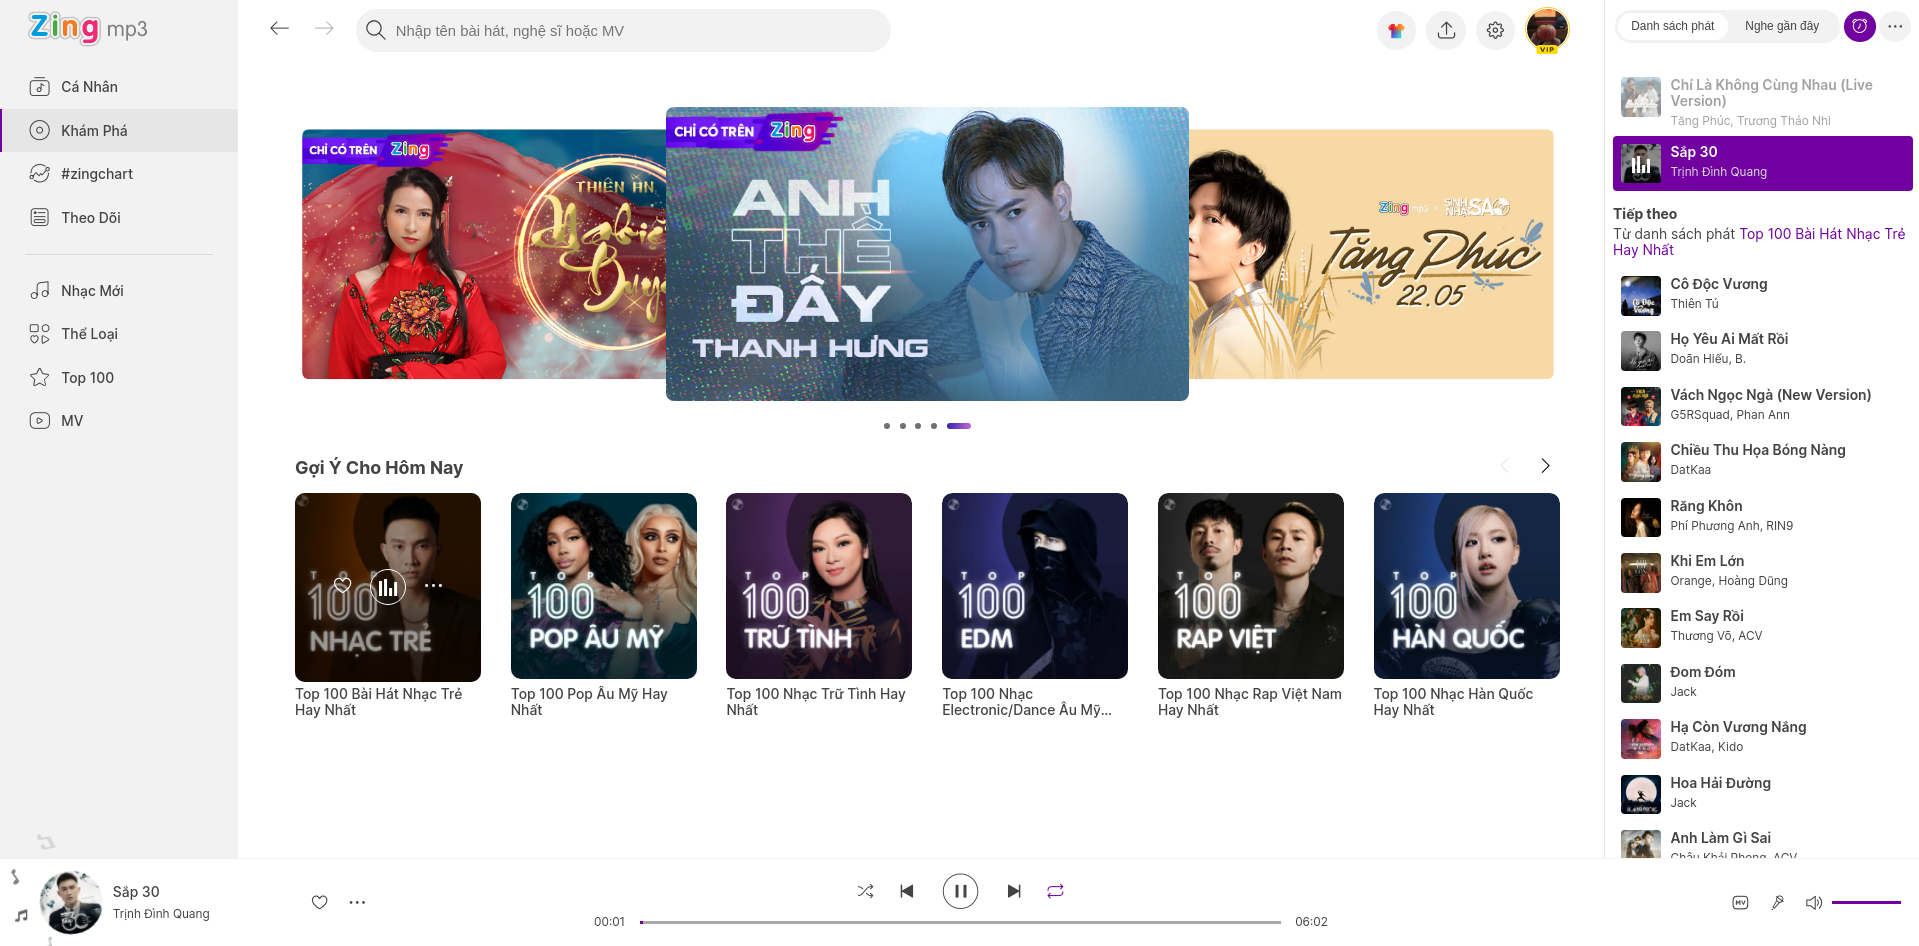 Zing mp3
Cá Nhân
Khám Phá
#zingchart
Theo Dõi
Nhạc Mới
Thể Loại
Top 100
MV
Nhập tên bài hát, nghệ sĩ hoặc MV
VIP
CHỈ CÓ TRÊN Zing
THIÊN ÂN
CHỈ CÓ TRÊN Zing
ANH
THỀ
ĐẤY
THANH HƯNG
Zing mp3 x SINH NHẬT SAO
Tăng Phúc
22.05
Gợi Ý Cho Hôm Nay
TOP
100
NHẠC TRẺ
Top 100 Bài Hát Nhạc Trẻ
Hay Nhất
TOP
100
POP ÂU MỸ
Top 100 Pop Âu Mỹ Hay
Nhất
TOP
100
TRỮ TÌNH
Top 100 Nhạc Trữ Tình Hay
Nhất
TOP
100
EDM
Top 100 Nhạc
Electronic/Dance Âu Mỹ...
TOP
100
RAP VIỆT
Top 100 Nhạc Rap Việt Nam
Hay Nhất
TOP
100
HÀN QUỐC
Top 100 Nhạc Hàn Quốc
Hay Nhất
Danh sách phát
Nghe gần đây
Chỉ Là Không Cùng Nhau (Live
Version)
Tăng Phúc, Trương Thảo Nhi
Sắp 30
Trịnh Đình Quang
Tiếp theo
Từ danh sách phát Top 100 Bài Hát Nhạc Trẻ
Hay Nhất
Cô Độc Vương
Thiên Tú
Họ Yêu Ai Mất Rồi
Doãn Hiếu, B.
Vách Ngọc Ngà (New Version)
G5RSquad, Phan Ann
Chiều Thu Họa Bóng Nàng
DatKaa
Răng Khôn
Phí Phương Anh, RIN9
Khi Em Lớn
Orange, Hoàng Dũng
Em Say Rồi
Thương Võ, ACV
Đom Đóm
Jack
Hạ Còn Vương Nắng
DatKaa, Kido
Hoa Hải Đường
Jack
Anh Làm Gì Sai
Châu Khải Phong, ACV
Sắp 30
Trịnh Đình Quang
00:01
06:02
MV